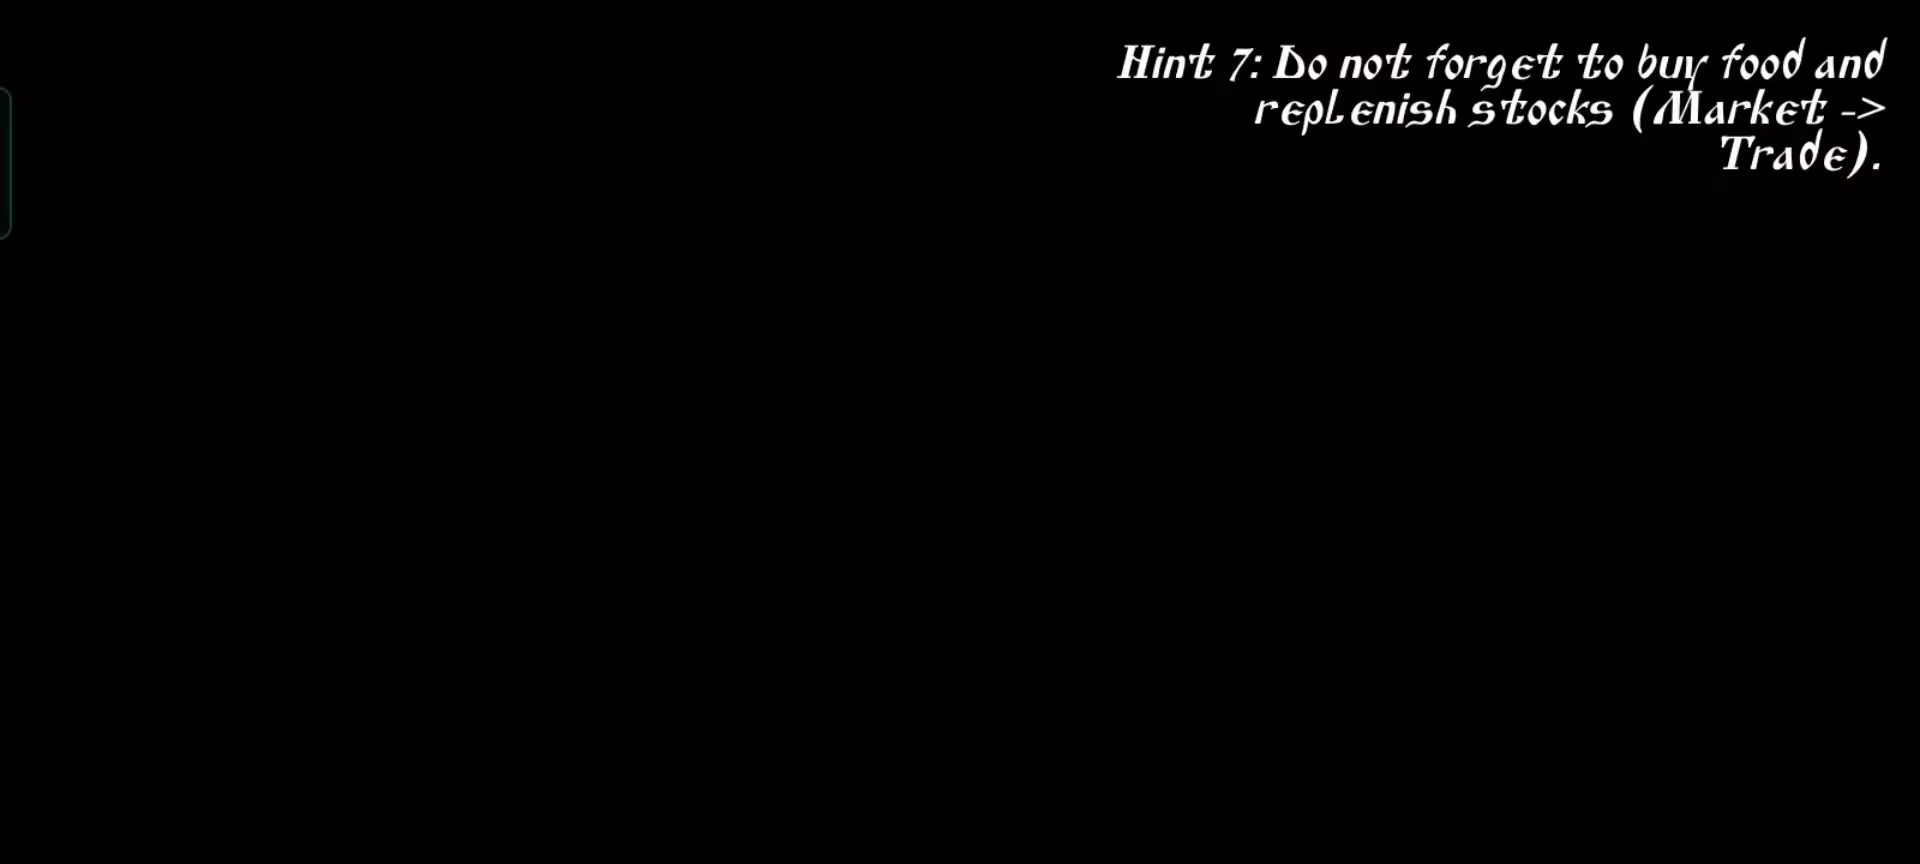 Hint 7: Do not forget to buy food and
replenish stocks (Market ->
Trade).